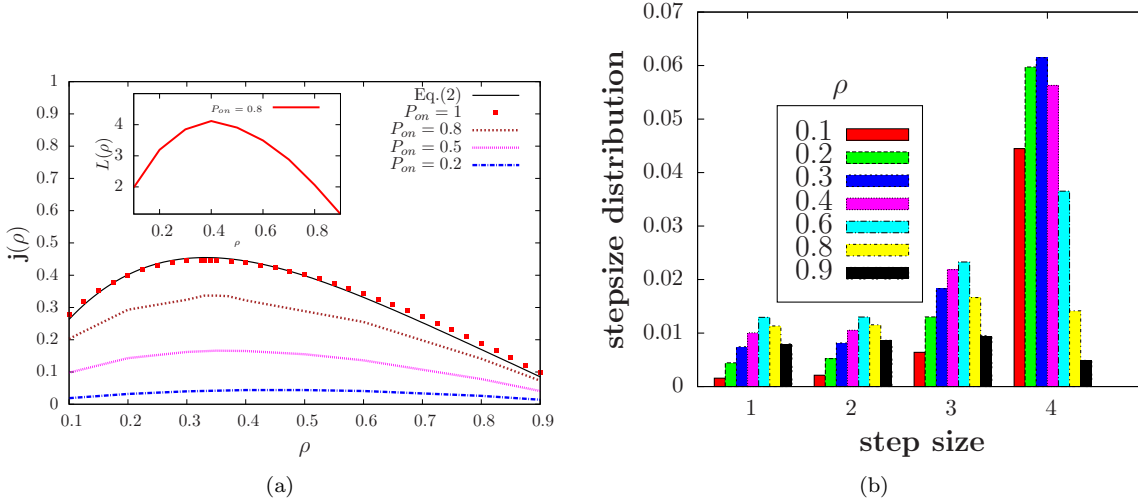 1
0.9
0.8
0.7
0.6
0.5
0.4
0.3
0.2
0.1
0
j(ρ)
0.1 0.2 0.3 0.4 0.5 0.6 0.7 0.8 0.9
ρ
Eq.(2)
P_on = 1
P_on = 0.8
P_on = 0.5
P_on = 0.2
P_on = 0.8
4
3
2
L(ρ)
0.2 0.4 0.6 0.8
ρ
(a)
0.07
0.06
0.05
0.04
0.03
0.02
0.01
0
stepsize distribution
ρ
0.1
0.2
0.3
0.4
0.6
0.8
0.9
1 2 3 4
step size
(b)